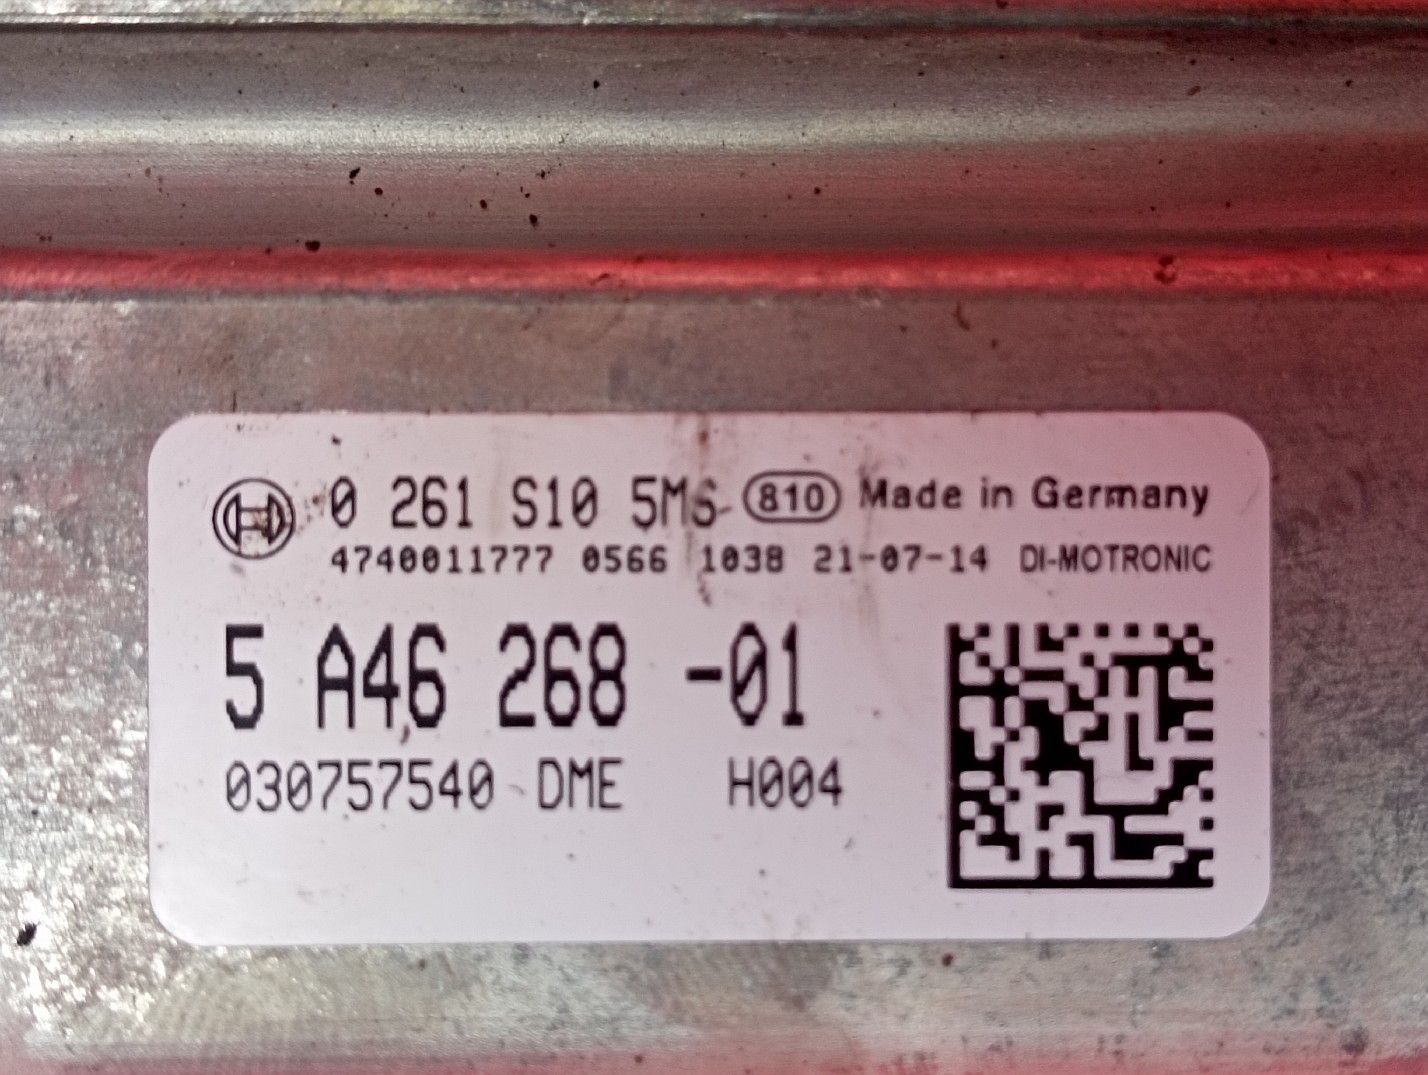 0 261 S10 5MS 810 Made in Germany
4740011777 0566 1038 21-07-14 DI-MOTRONIC
5 A46 268 -01
030757540 DME H004